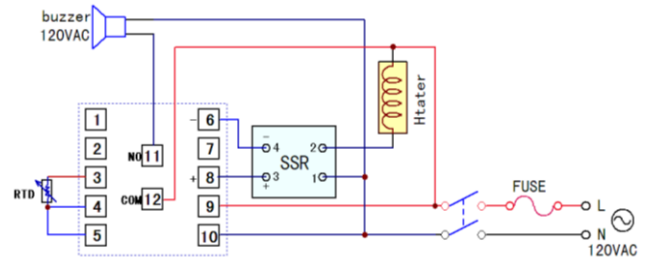 buzzer
120VAC
1
2
3
4
5
NO 11
COM 12
- 6
7
+ 8
9
10
RTD
-
4
2
SSR
3
1
+
Htater
FUSE
L
N
120VAC